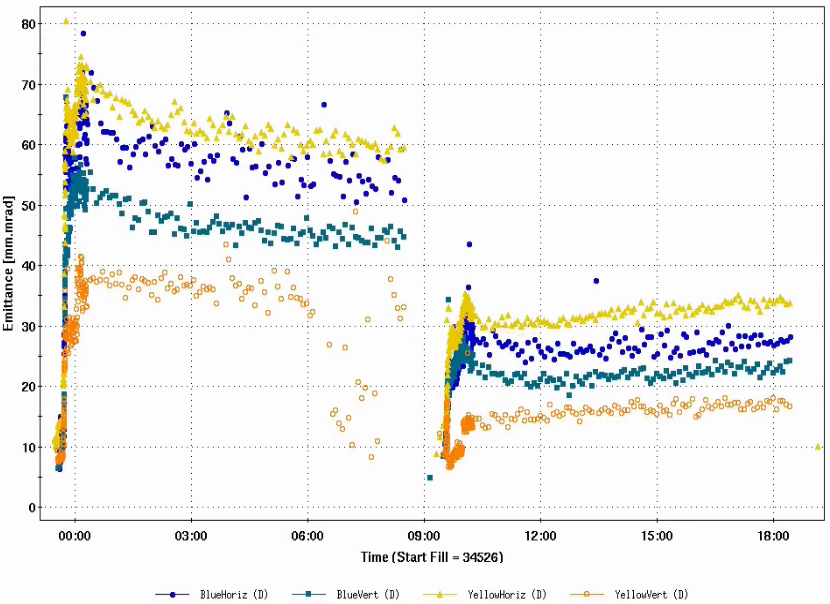 80
70
60
50
40
30
20
10
0
Emittance [mm.mrad]
00:00 03:00 06:00 09:00 12:00 15:00 18:00
Time (Start Fill = 34526)
BlueHoriz (D) BlueVert (D) YellowHoriz (D) YellowVert (D)